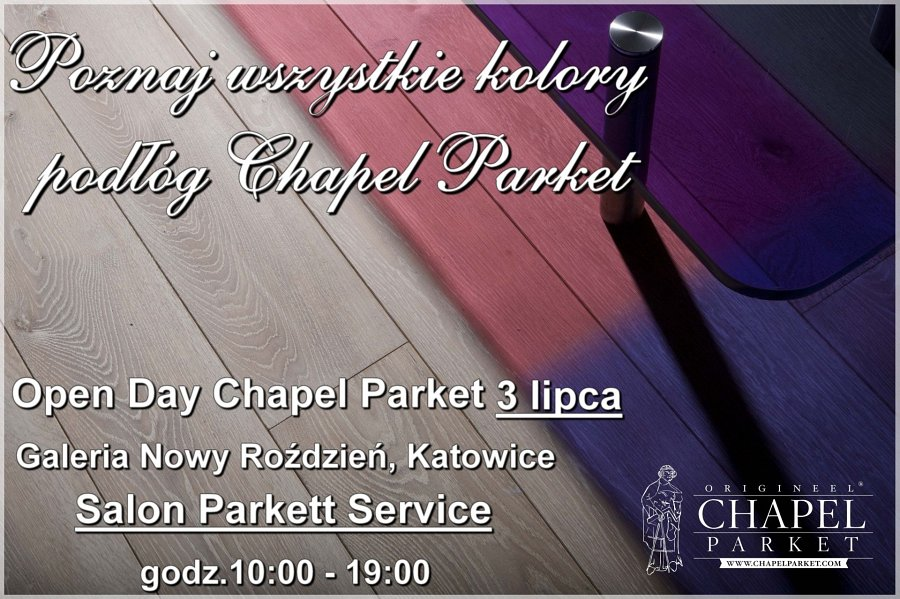 Poznaj wszystkie kolory
podłóg Chapel Parket
Open Day Chapel Parket 3 lipca
Galeria Nowy Roździeń, Katowice
Salon Parkett Service
godz.10:00 - 19:00
ORIGINEEL®
CHAPEL
PARKET
WWW.CHAPELPARKET.COM